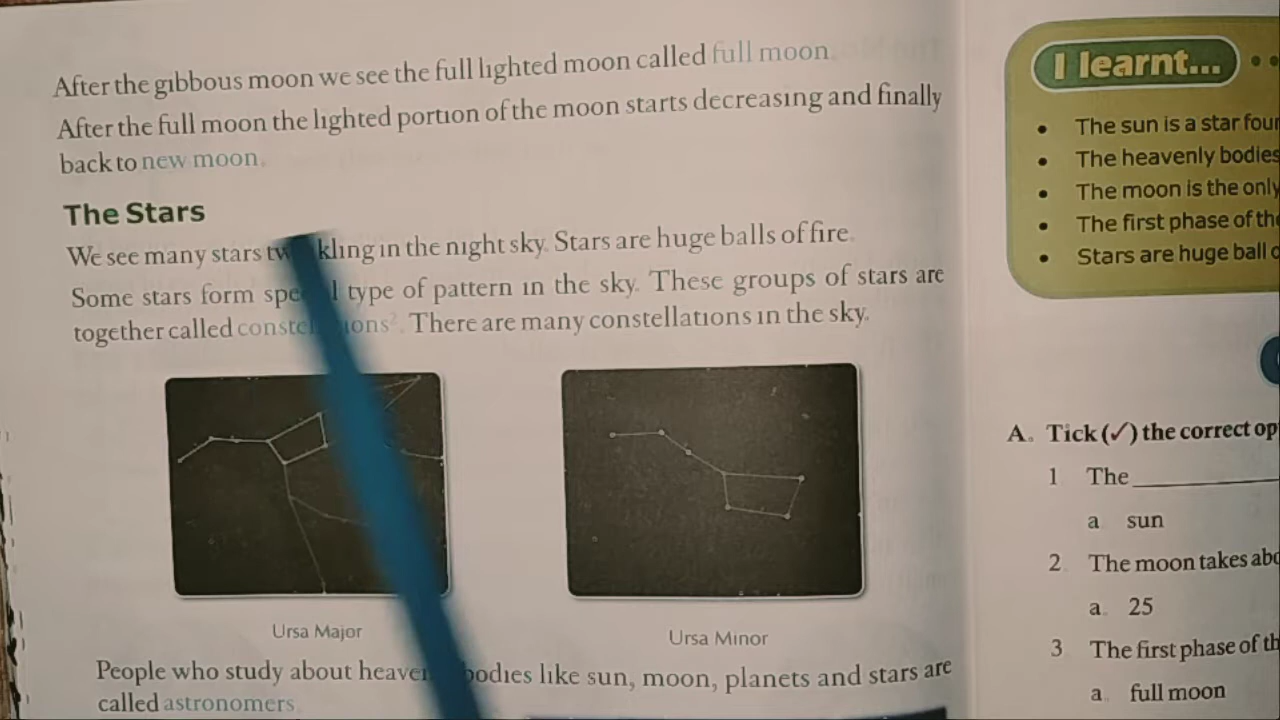 After the gibbous moon we see the full lighted moon called full moon.
After the full moon the lighted portion of the moon starts decreasing and finally
back to new moon.
The Stars
We see many stars in the night sky. Stars are huge balls of fire.
Some stars form type of pattern in the sky. These groups of stars are
together called There are many constellations in the sky.
Ursa Major
Ursa Minor
People who study about bodies like sun, moon, planets and stars are
called astronomers
I learnt...
• The sun is a star
• The heavenly bodies
• The moon is the only
• The first phase of
• Stars are huge ball
A. Tick (✓) the correct
1 The
a sun
2. The moon takes
a. 25
3 The first phase of
a full moon